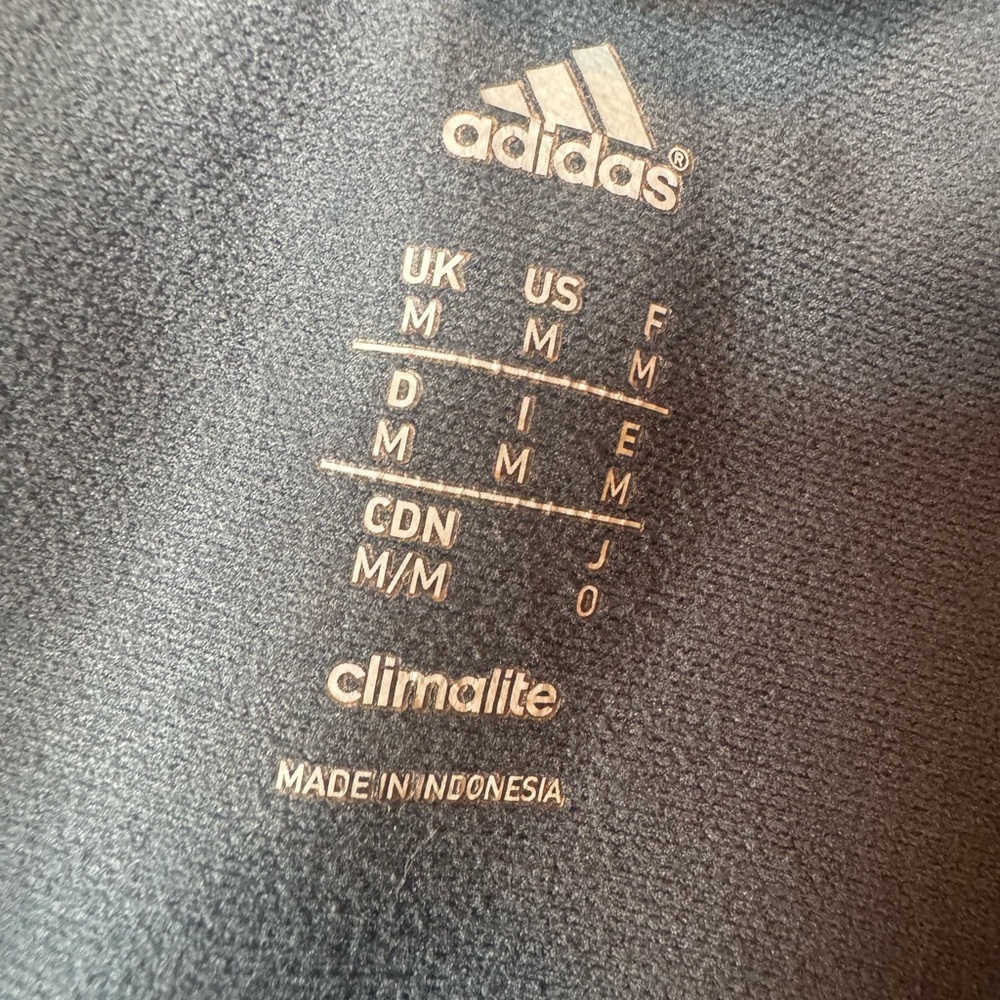 adidas®
UK US F
M M M
D I E
M M M
CDN J
M/M O
climalite
MADE IN INDONESIA